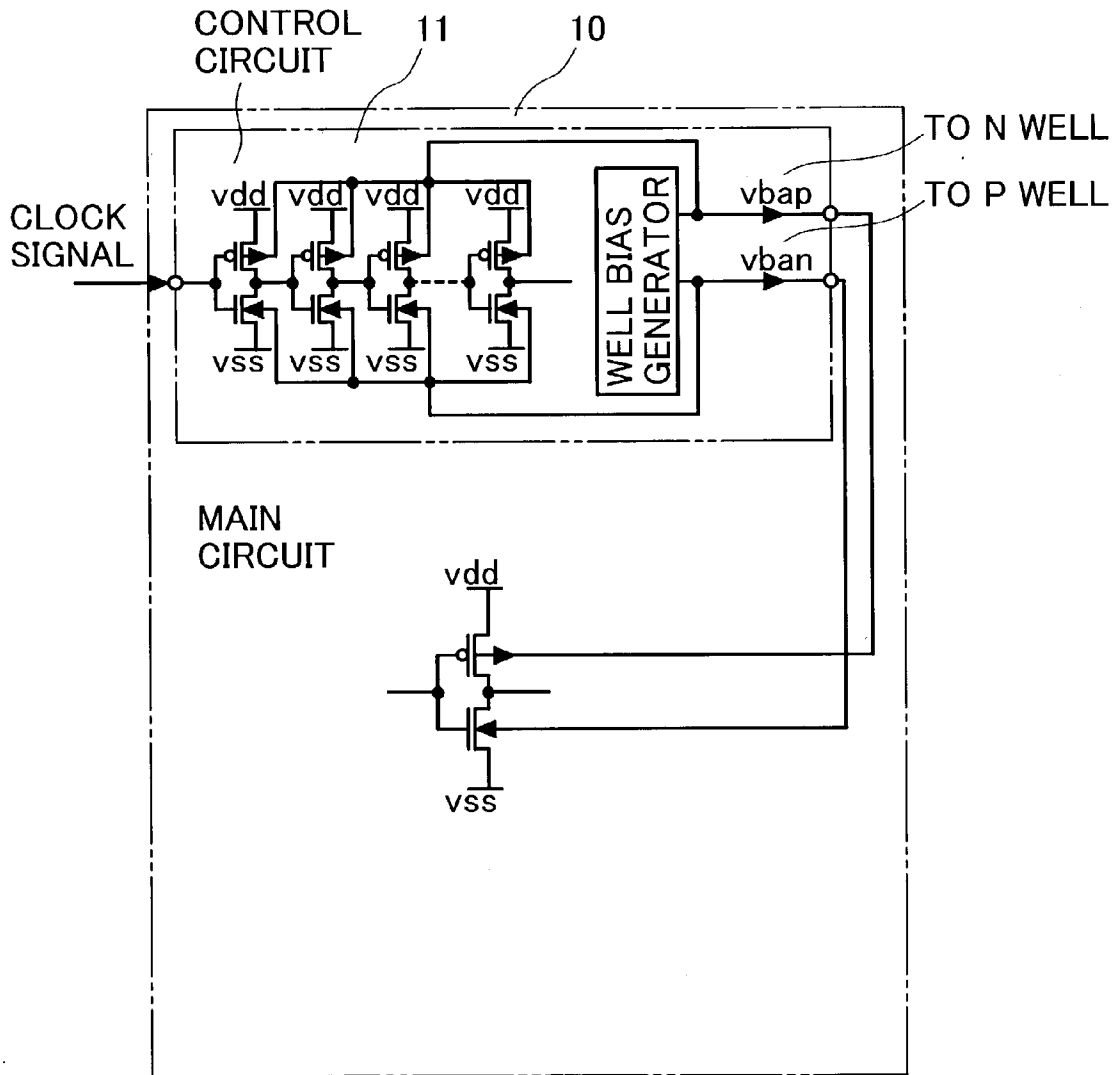 CONTROL
CIRCUIT
11
10
TO N WELL
TO P WELL
CLOCK
SIGNAL
vdd vdd vdd vdd
vss vss vss vss
WELL BIAS
GENERATOR
vbap
vban
MAIN
CIRCUIT
vdd
vss